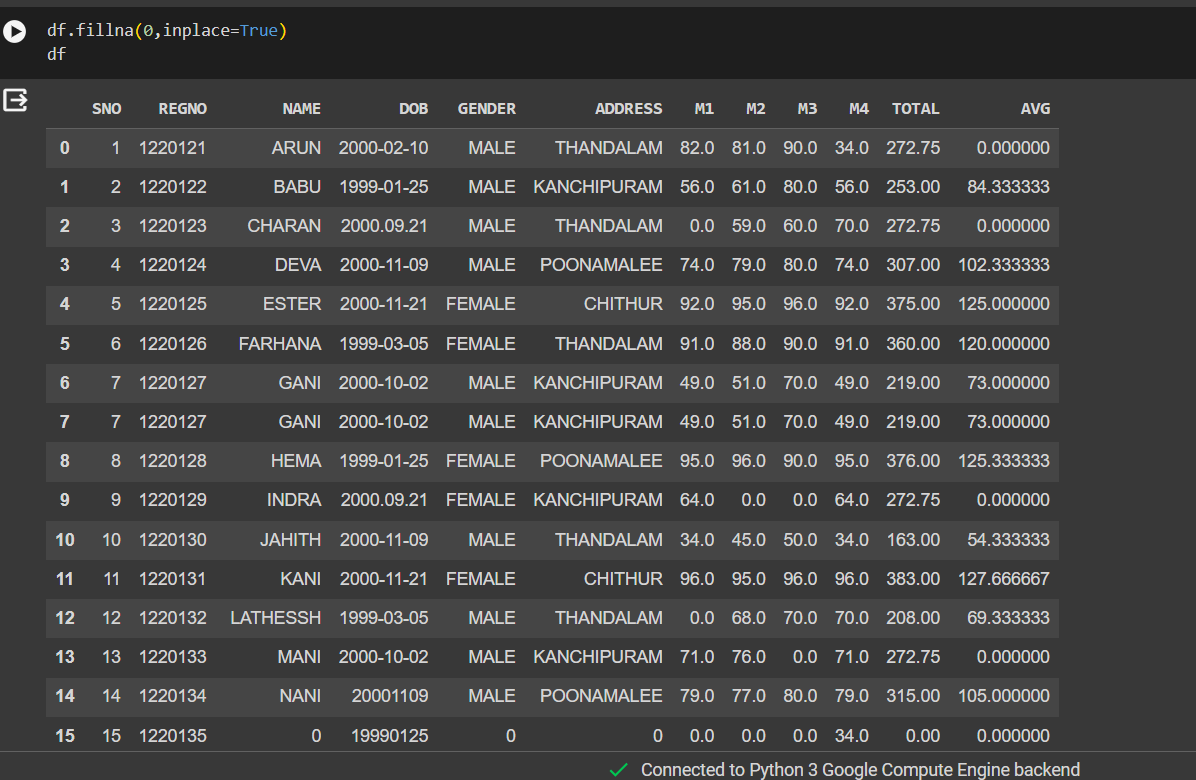 df.fillna(0,inplace=True)
df
SNO REGNO NAME DOB GENDER ADDRESS M1 M2 M3 M4 TOTAL AVG
0 1 1220121 ARUN 2000-02-10 MALE THANDALAM 82.0 81.0 90.0 34.0 272.75 0.000000
1 2 1220122 BABU 1999-01-25 MALE KANCHIPURAM 56.0 61.0 80.0 56.0 253.00 84.333333
2 3 1220123 CHARAN 2000.09.21 MALE THANDALAM 0.0 59.0 60.0 70.0 272.75 0.000000
3 4 1220124 DEVA 2000-11-09 MALE POONAMALEE 74.0 79.0 80.0 74.0 307.00 102.333333
4 5 1220125 ESTER 2000-11-21 FEMALE CHITHUR 92.0 95.0 96.0 92.0 375.00 125.000000
5 6 1220126 FARHANA 1999-03-05 FEMALE THANDALAM 91.0 88.0 90.0 91.0 360.00 120.000000
6 7 1220127 GANI 2000-10-02 MALE KANCHIPURAM 49.0 51.0 70.0 49.0 219.00 73.000000
7 7 1220127 GANI 2000-10-02 MALE KANCHIPURAM 49.0 51.0 70.0 49.0 219.00 73.000000
8 8 1220128 HEMA 1999-01-25 FEMALE POONAMALEE 95.0 96.0 90.0 95.0 376.00 125.333333
9 9 1220129 INDRA 2000.09.21 FEMALE KANCHIPURAM 64.0 0.0 0.0 64.0 272.75 0.000000
10 10 1220130 JAHITH 2000-11-09 MALE THANDALAM 34.0 45.0 50.0 34.0 163.00 54.333333
11 11 1220131 KANI 2000-11-21 FEMALE CHITHUR 96.0 95.0 96.0 96.0 383.00 127.666667
12 12 1220132 LATHESSH 1999-03-05 MALE THANDALAM 0.0 68.0 70.0 70.0 208.00 69.333333
13 13 1220133 MANI 2000-10-02 MALE KANCHIPURAM 71.0 76.0 0.0 71.0 272.75 0.000000
14 14 1220134 NANI 20001109 MALE POONAMALEE 79.0 77.0 80.0 79.0 315.00 105.000000
15 15 1220135 0 19990125 0 0 0.0 0.0 0.0 34.0 0.00 0.000000
Connected to Python 3 Google Compute Engine backend